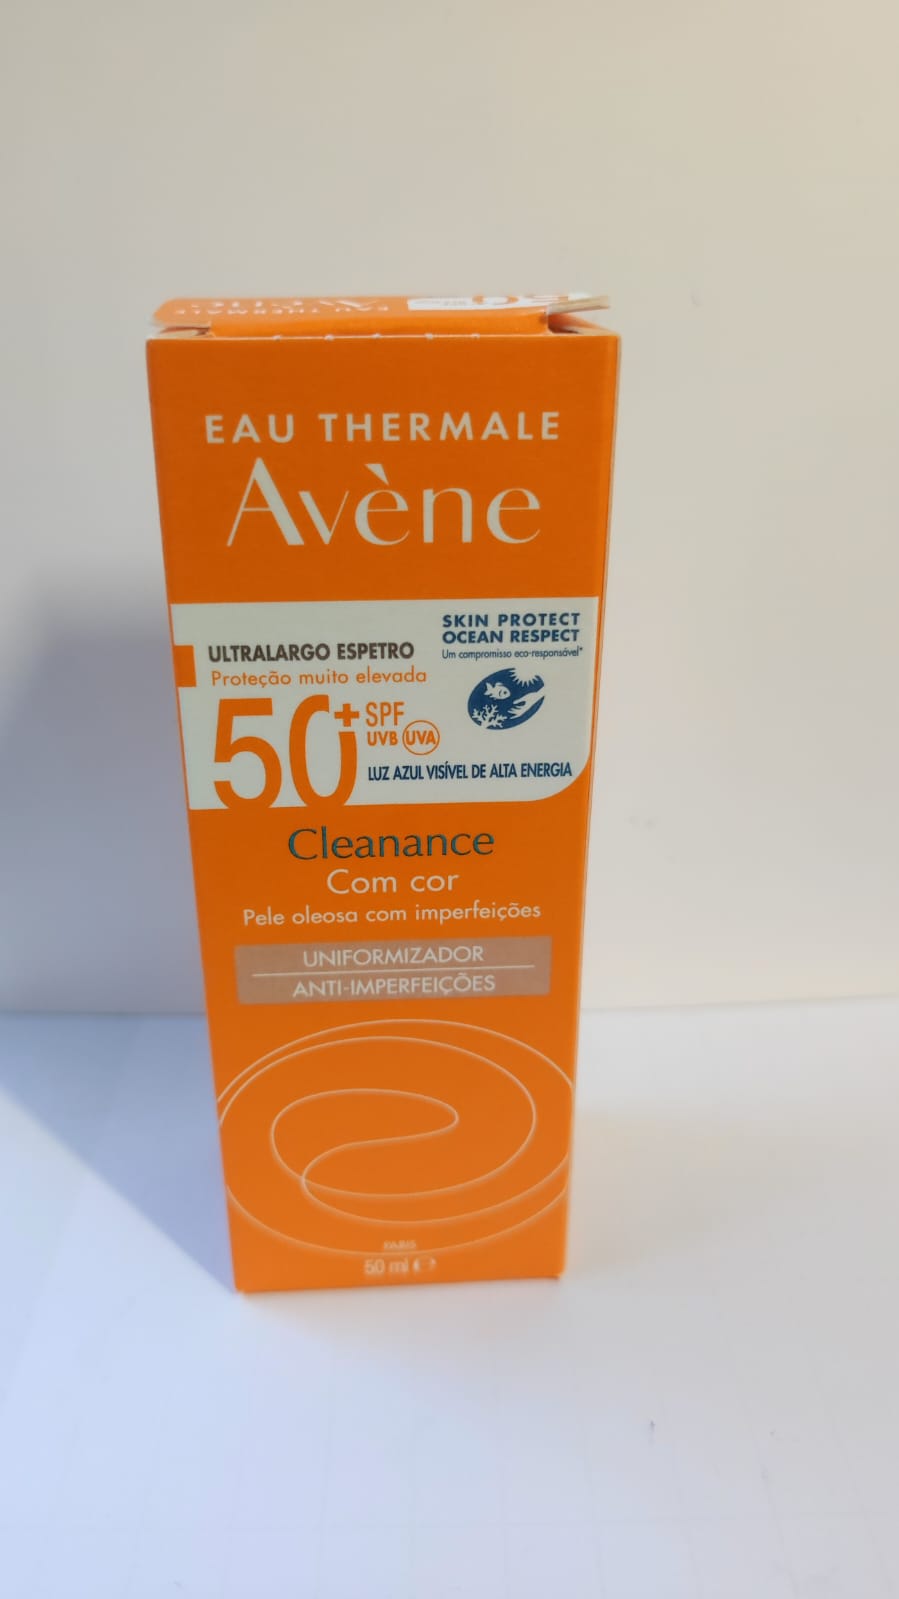 EAU THERMALE
Avène
ULTRALARGO ESPETRO
Proteção muito elevada
50+ SPF
UVB UVA
SKIN PROTECT
OCEAN RESPECT
Um compromisso eco-responsável*
LUZ AZUL VISÍVEL DE ALTA ENERGIA
Cleanance
Com cor
Pele oleosa com imperfeições
UNIFORMIZADOR
ANTI-IMPERFEIÇÕES
PARIS
50 ml ℮